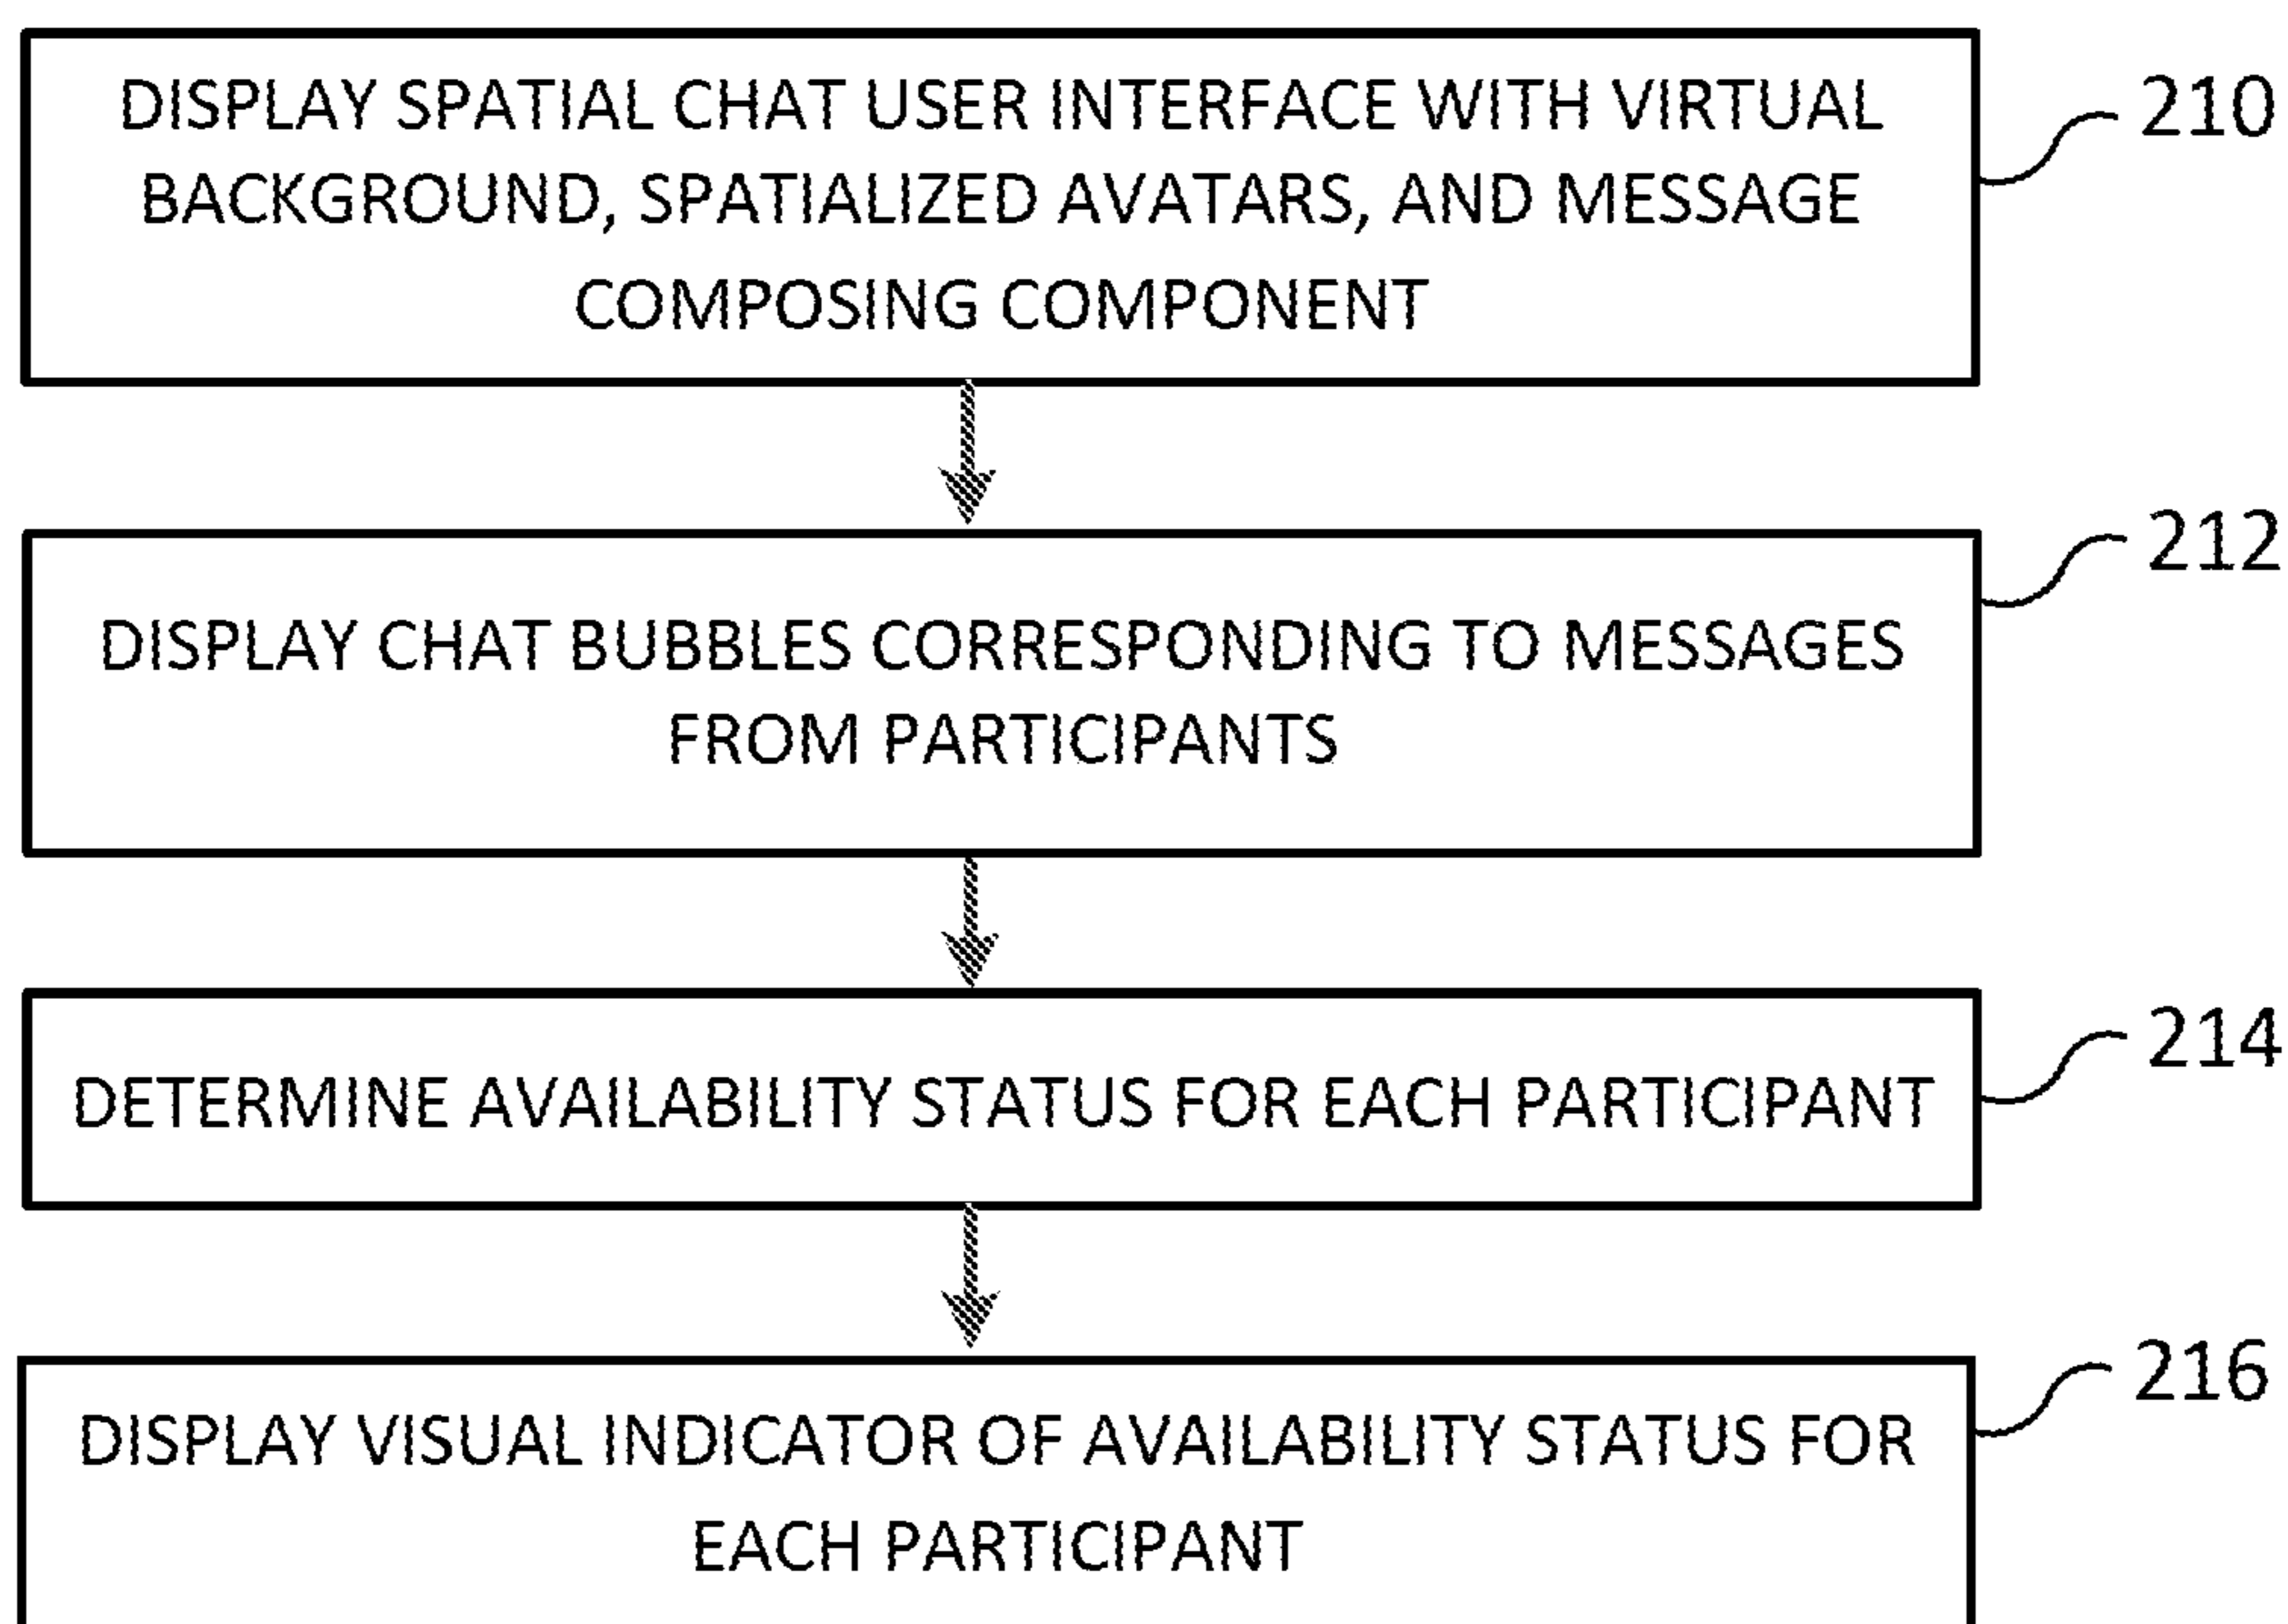 DISPLAY SPATIAL CHAT USER INTERFACE WITH VIRTUAL
BACKGROUND, SPATIALIZED AVATARS, AND MESSAGE
COMPOSING COMPONENT
210
DISPLAY CHAT BUBBLES CORRESPONDING TO MESSAGES
FROM PARTICIPANTS
212
DETERMINE AVAILABILITY STATUS FOR EACH PARTICIPANT
214
DISPLAY VISUAL INDICATOR OF AVAILABILITY STATUS FOR
EACH PARTICIPANT
216